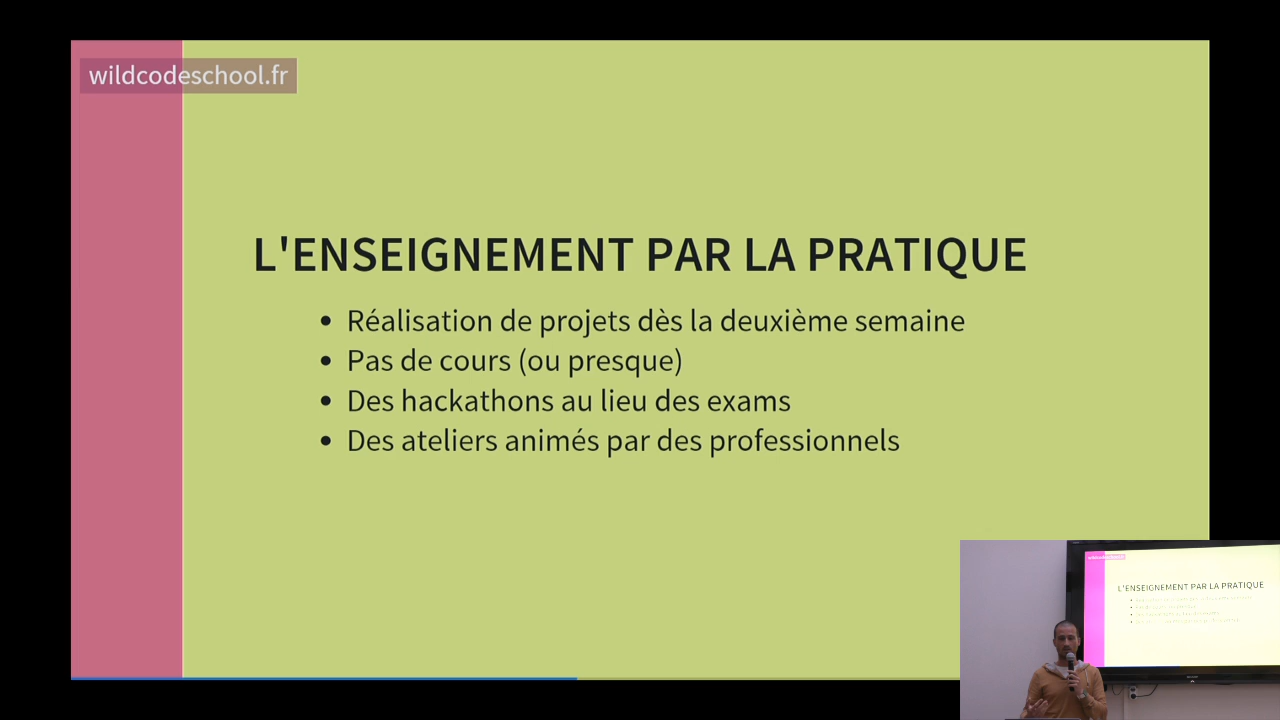 wildcodeschool.fr
L'ENSEIGNEMENT PAR LA PRATIQUE
Réalisation de projets dès la deuxième semaine
Pas de cours (ou presque)
Des hackathons au lieu des exams
Des ateliers animés par des professionnels
L'ENSEIGNEMENT PAR LA PRATIQUE